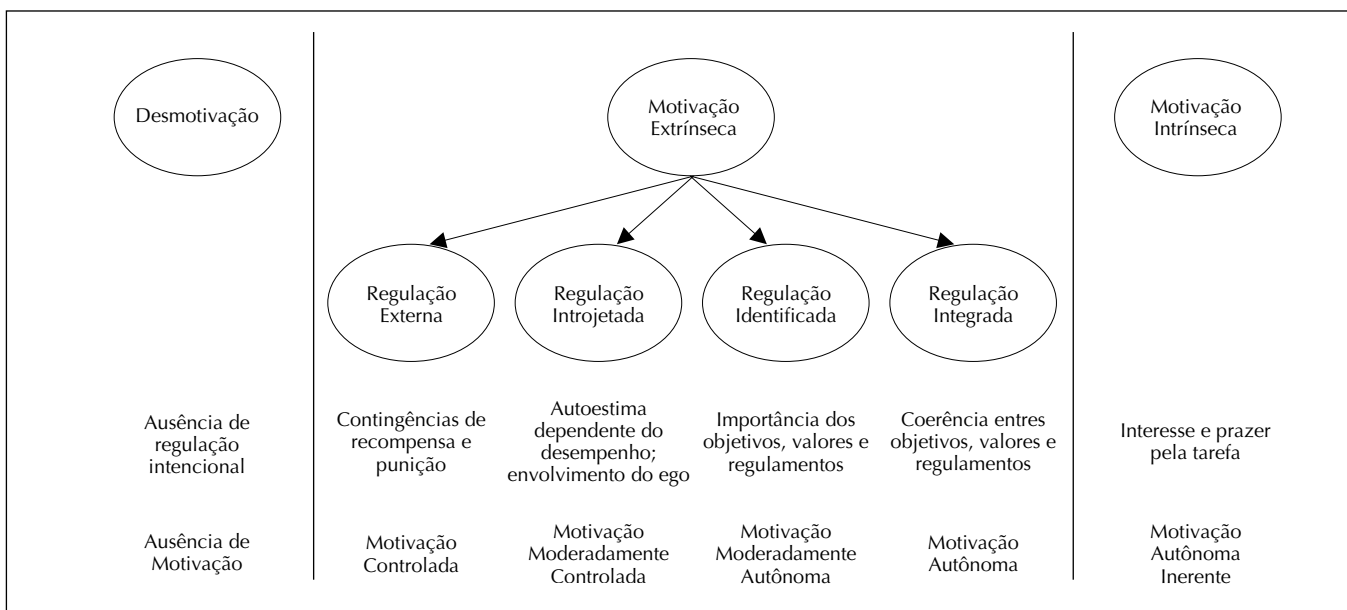 Desmotivação
Motivação
Extrínseca
Motivação
Intrínseca
Regulação
Externa
Regulação
Introjetada
Regulação
Identificada
Regulação
Integrada
Ausência de
regulação
intencional
Contingências de
recompensa e
punição
Autoestima
dependente do
desempenho;
envolvimento do ego
Importância dos
objetivos, valores e
regulamentos
Coerência entres
objetivos, valores e
regulamentos
Interesse e prazer
pela tarefa
Ausência de
Motivação
Motivação
Controlada
Motivação
Moderadamente
Controlada
Motivação
Moderadamente
Autônoma
Motivação
Autônoma
Motivação
Autônoma
Inerente